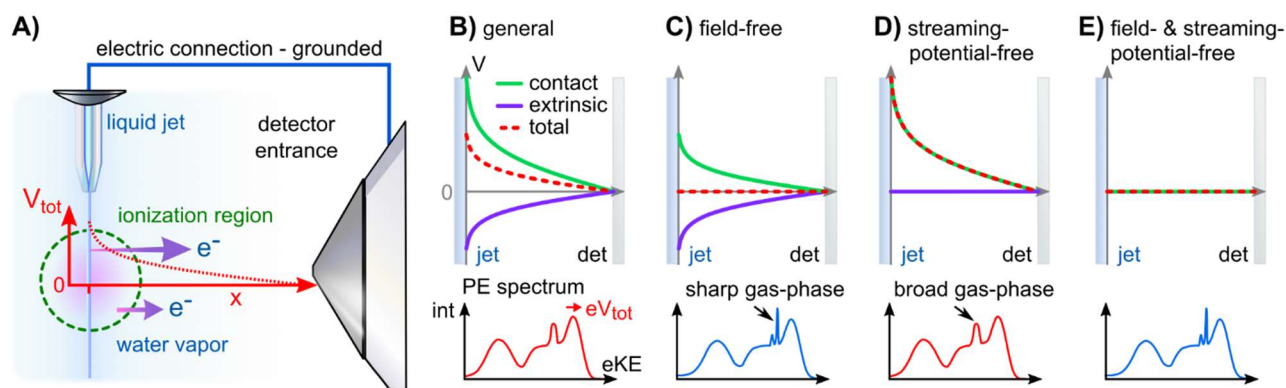 A)
electric connection - grounded
liquid jet
detector
entrance
V_tot
ionization region
e-
0
x
e-
water vapor
B) general
V
contact
extrinsic
total
0
jet
det
PE spectrum
int
eV_tot
eKE
C) field-free
jet
det
sharp gas-phase
D) streaming-
potential-free
jet
det
broad gas-phase
E) field- & streaming-
potential-free
jet
det